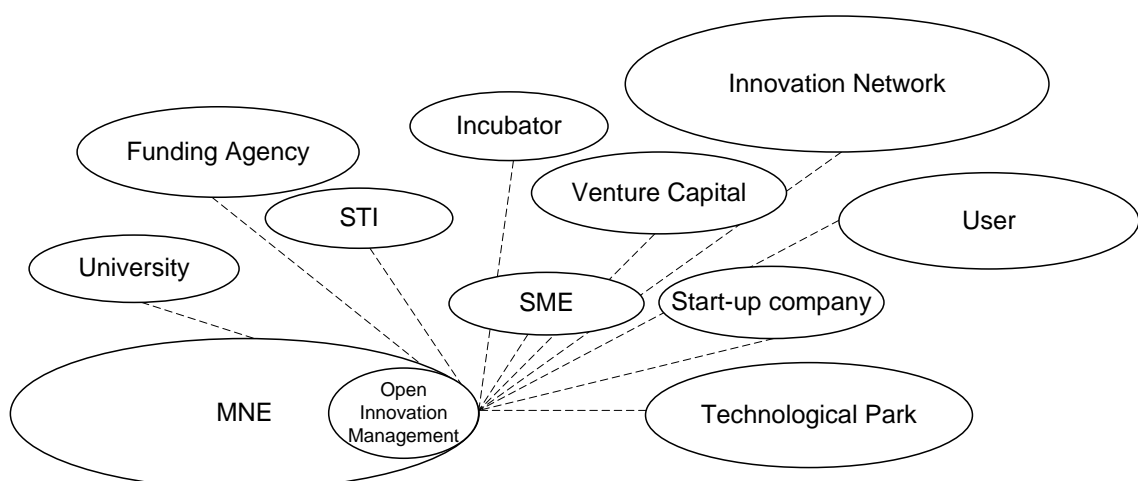 Innovation Network
Incubator
Funding Agency
Venture Capital
STI
User
University
SME
Start-up company
Open
Innovation
Management
MNE
Technological Park